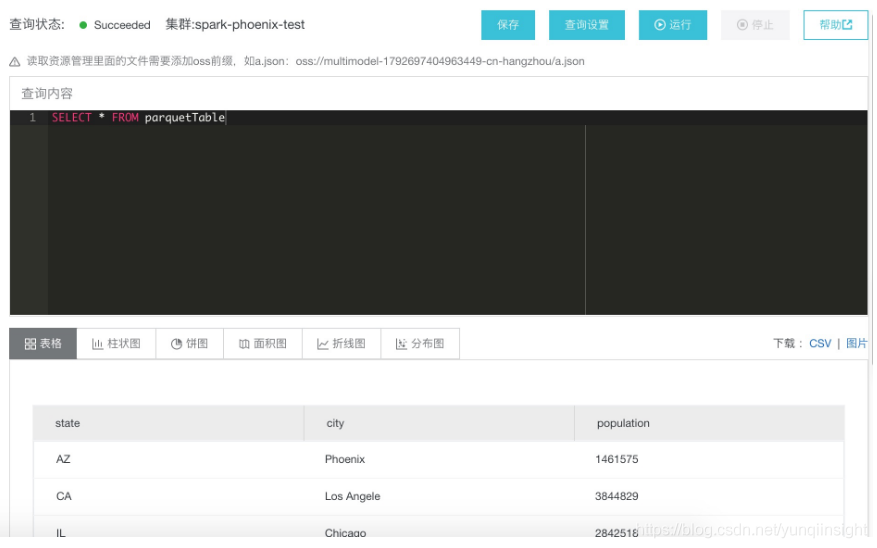 查询状态: Succeeded 集群:spark-phoenix-test 保存 查询设置 运行 停止 帮助
读取资源管理里面的文件需要添加oss前缀，如a.json：oss://multimodel-1792697404963449-cn-hangzhou/a.json
查询内容
1 SELECT * FROM parquetTable
表格 柱状图 饼图 面积图 折线图 分布图 下载： CSV | 图片
state city population
AZ Phoenix 1461575
CA Los Angele 3844829
IL Chicago 2842518
https://blog.csdn.net/yunqiinsight